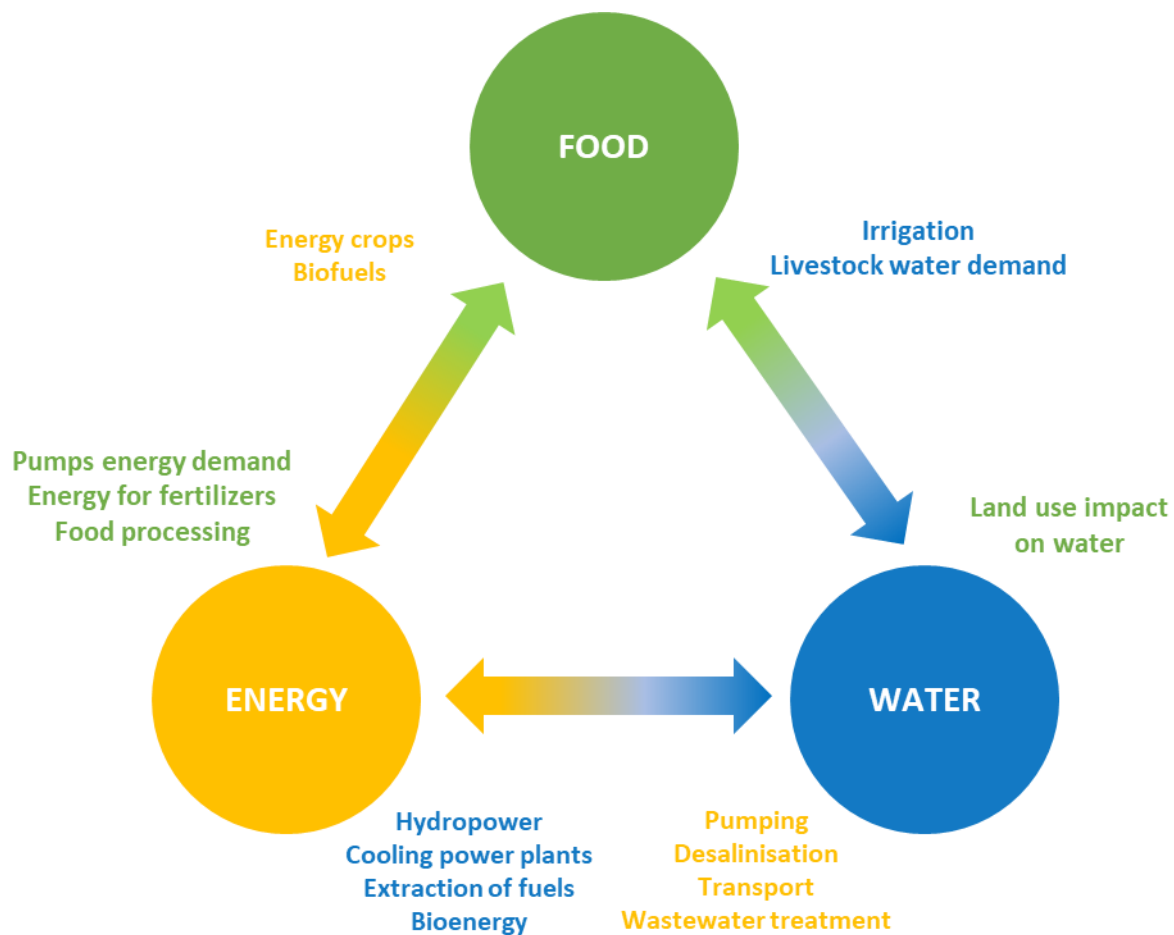 FOOD
Energy crops
Biofuels
Irrigation
Livestock water demand
Pumps energy demand
Energy for fertilizers
Food processing
Land use impact
on water
ENERGY
WATER
Hydropower
Cooling power plants
Extraction of fuels
Bioenergy
Pumping
Desalinisation
Transport
Wastewater treatment